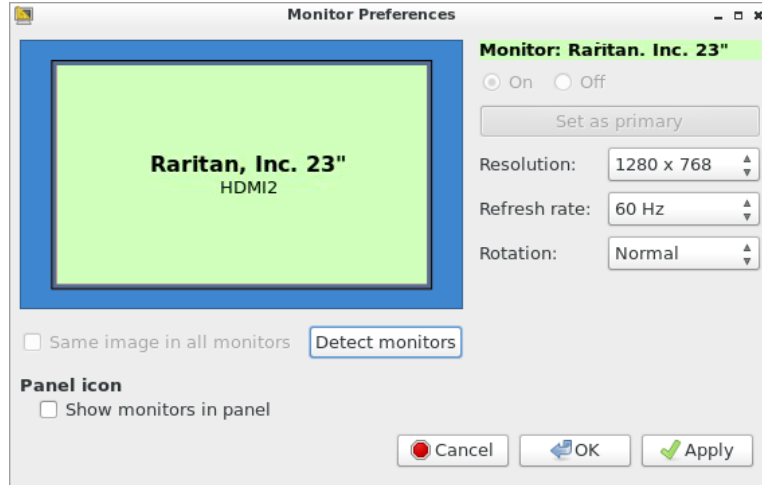 Monitor Preferences
Raritan, Inc. 23"
HDMI2
Monitor: Raritan. Inc. 23"
On
Off
Set as primary
Resolution: 1280 x 768
Refresh rate: 60 Hz
Rotation: Normal
Same image in all monitors
Detect monitors
Panel icon
Show monitors in panel
Cancel
OK
Apply